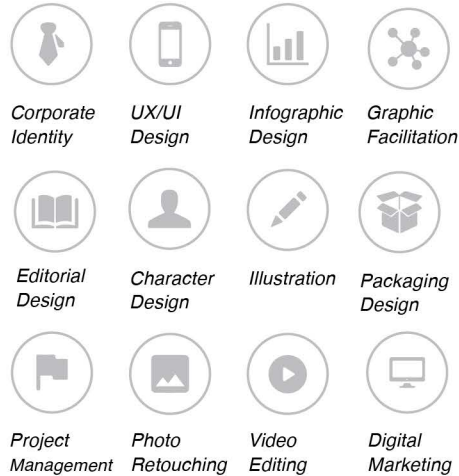 Corporate
Identity
UX/UI
Design
Infographic
Design
Graphic
Facilitation
Editorial
Design
Character
Design
Illustration
Packaging
Design
Project
Management
Photo
Retouching
Video
Editing
Digital
Marketing